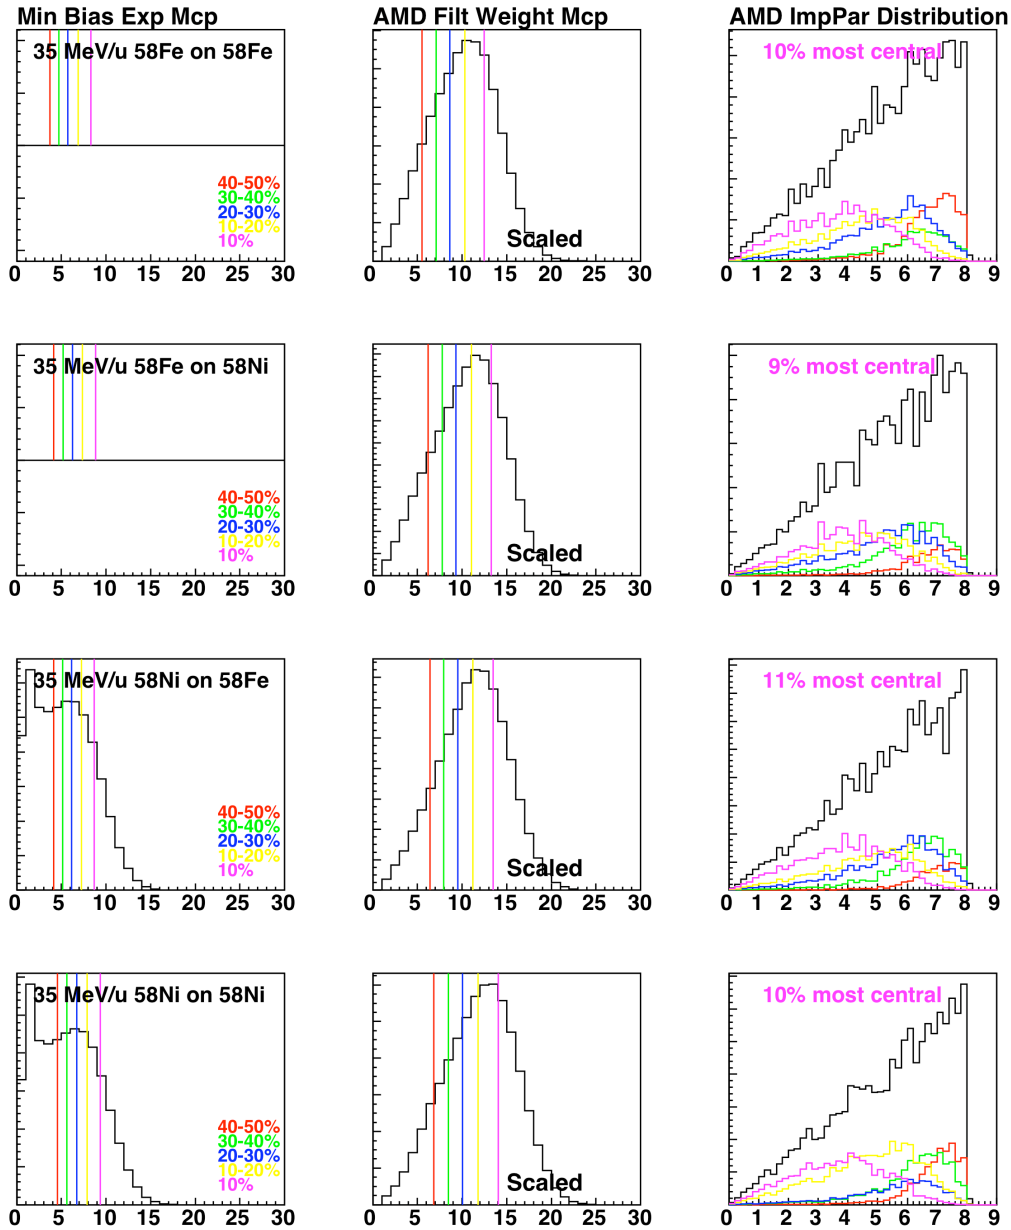 Min Bias Exp Mcp
AMD Filt Weight Mcp
AMD ImpPar Distribution
35 MeV/u 58Fe on 58Fe
10% most central
40-50%
30-40%
20-30%
10-20%
10%
Scaled
0 5 10 15 20 25 30
0 5 10 15 20 25 30
0 1 2 3 4 5 6 7 8 9
35 MeV/u 58Fe on 58Ni
9% most central
40-50%
30-40%
20-30%
10-20%
10%
Scaled
0 5 10 15 20 25 30
0 5 10 15 20 25 30
0 1 2 3 4 5 6 7 8 9
35 MeV/u 58Ni on 58Fe
11% most central
40-50%
30-40%
20-30%
10-20%
10%
Scaled
0 5 10 15 20 25 30
0 5 10 15 20 25 30
0 1 2 3 4 5 6 7 8 9
35 MeV/u 58Ni on 58Ni
10% most central
40-50%
30-40%
20-30%
10-20%
10%
Scaled
0 5 10 15 20 25 30
0 5 10 15 20 25 30
0 1 2 3 4 5 6 7 8 9